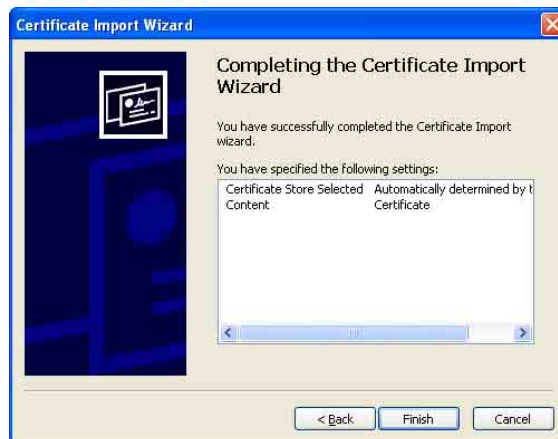 Certificate Import Wizard
Completing the Certificate Import
Wizard
You have successfully completed the Certificate Import
wizard.
You have specified the following settings:
Certificate Store Selected Automatically determined by t
Content Certificate
< Back Finish Cancel